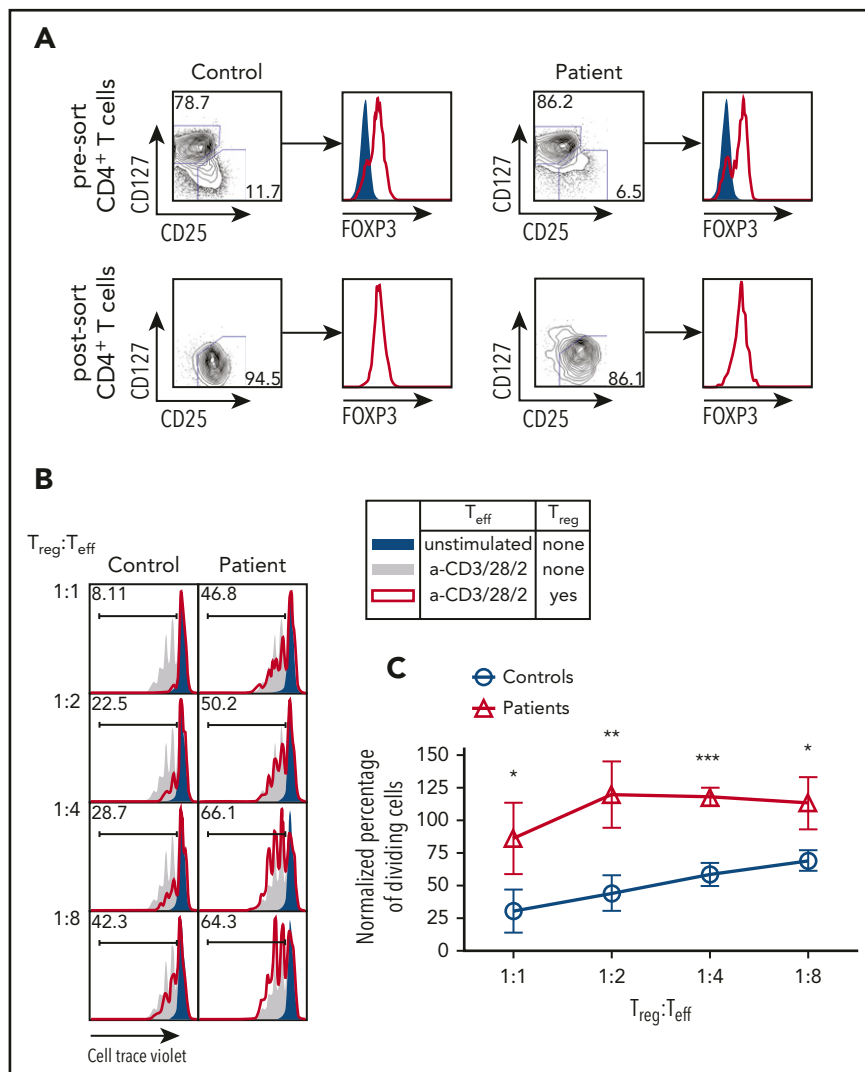 A
Control
Patient
pre-sort
CD4+ T cells
78.7
11.7
CD127
CD25
FOXP3
86.2
6.5
CD127
CD25
FOXP3
post-sort
CD4+ T cells
94.5
CD127
CD25
FOXP3
86.1
CD127
CD25
FOXP3
B
Treg:Teff
Control
Patient
1:1
8.11
46.8
1:2
22.5
50.2
1:4
28.7
66.1
1:8
42.3
64.3
Cell trace violet
Teff Treg
unstimulated none
a-CD3/28/2 none
a-CD3/28/2 yes
C
Controls
Patients
Normalized percentage
of dividing cells
150
125
100
75
50
25
0
* ** *** *
1:1 1:2 1:4 1:8
Treg:Teff